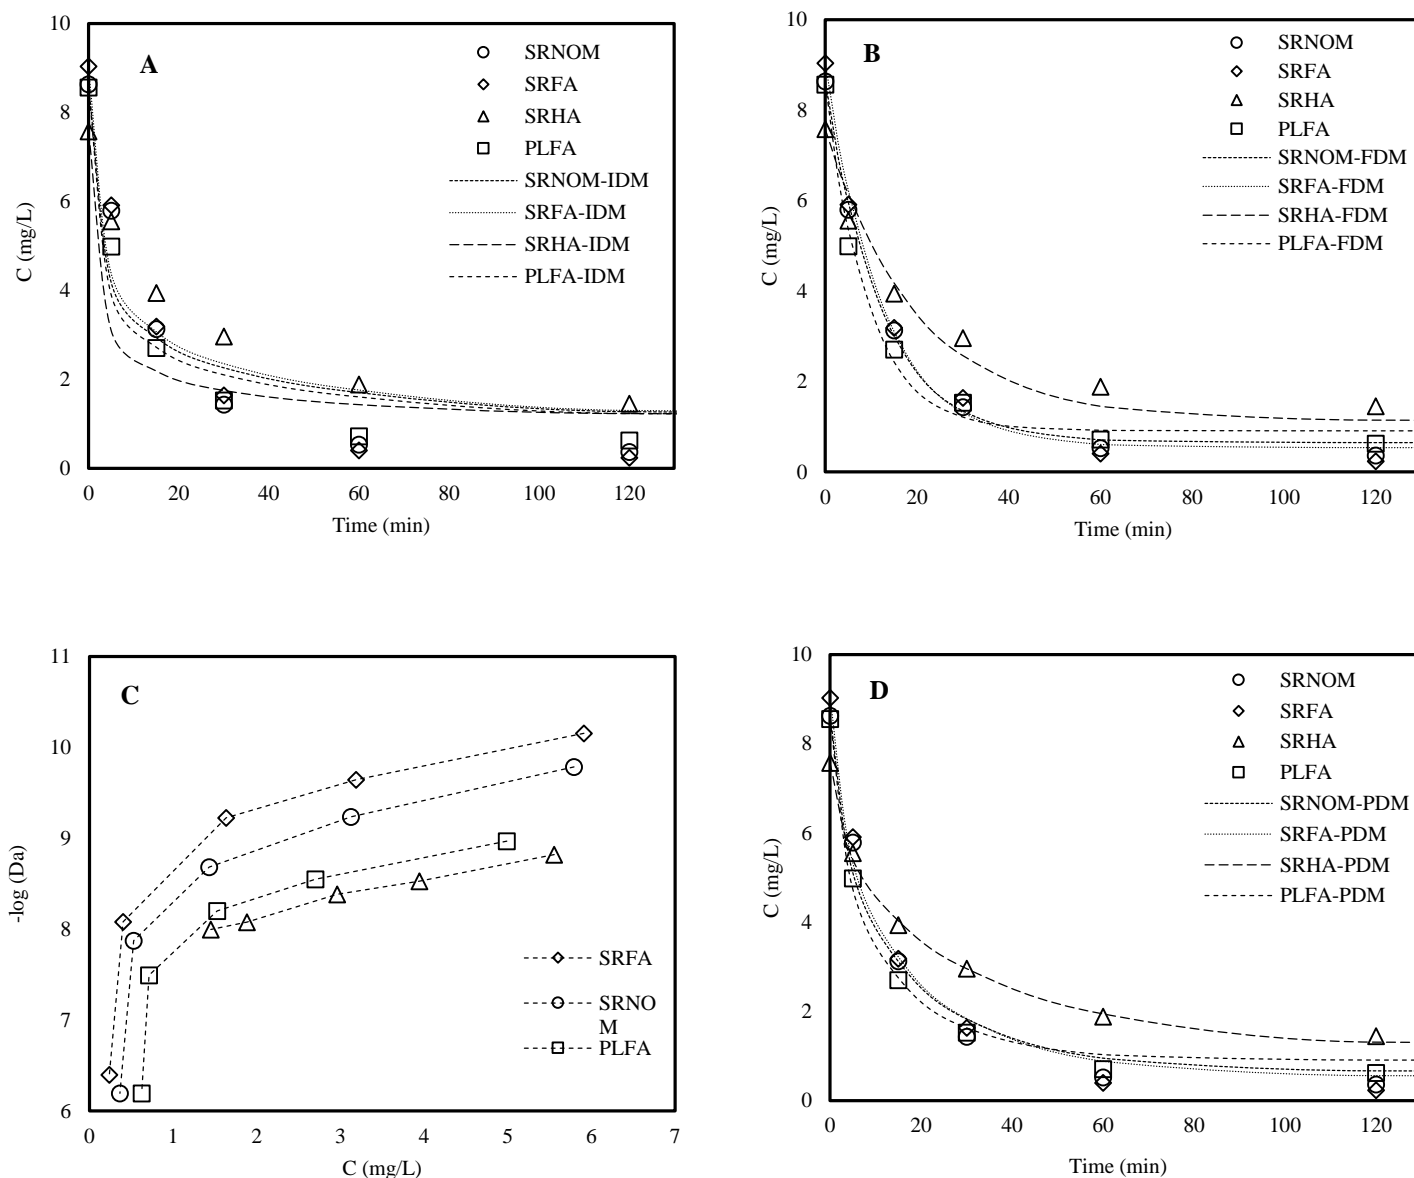 A
10
8
6
4
2
0
C (mg/L)
0 20 40 60 80 100 120
Time (min)
SRNOM
SRFA
SRHA
PLFA
SRNOM-IDM
SRFA-IDM
SRHA-IDM
PLFA-IDM
B
10
8
6
4
2
0
C (mg/L)
0 20 40 60 80 100 120
Time (min)
SRNOM
SRFA
SRHA
PLFA
SRNOM-FDM
SRFA-FDM
SRHA-FDM
PLFA-FDM
C
11
10
9
8
7
6
-log (Da)
0 1 2 3 4 5 6 7
C (mg/L)
SRFA
SRNO
M
PLFA
D
10
8
6
4
2
0
C (mg/L)
0 20 40 60 80 100 120
Time (min)
SRNOM
SRFA
SRHA
PLFA
SRNOM-PDM
SRFA-PDM
SRHA-PDM
PLFA-PDM